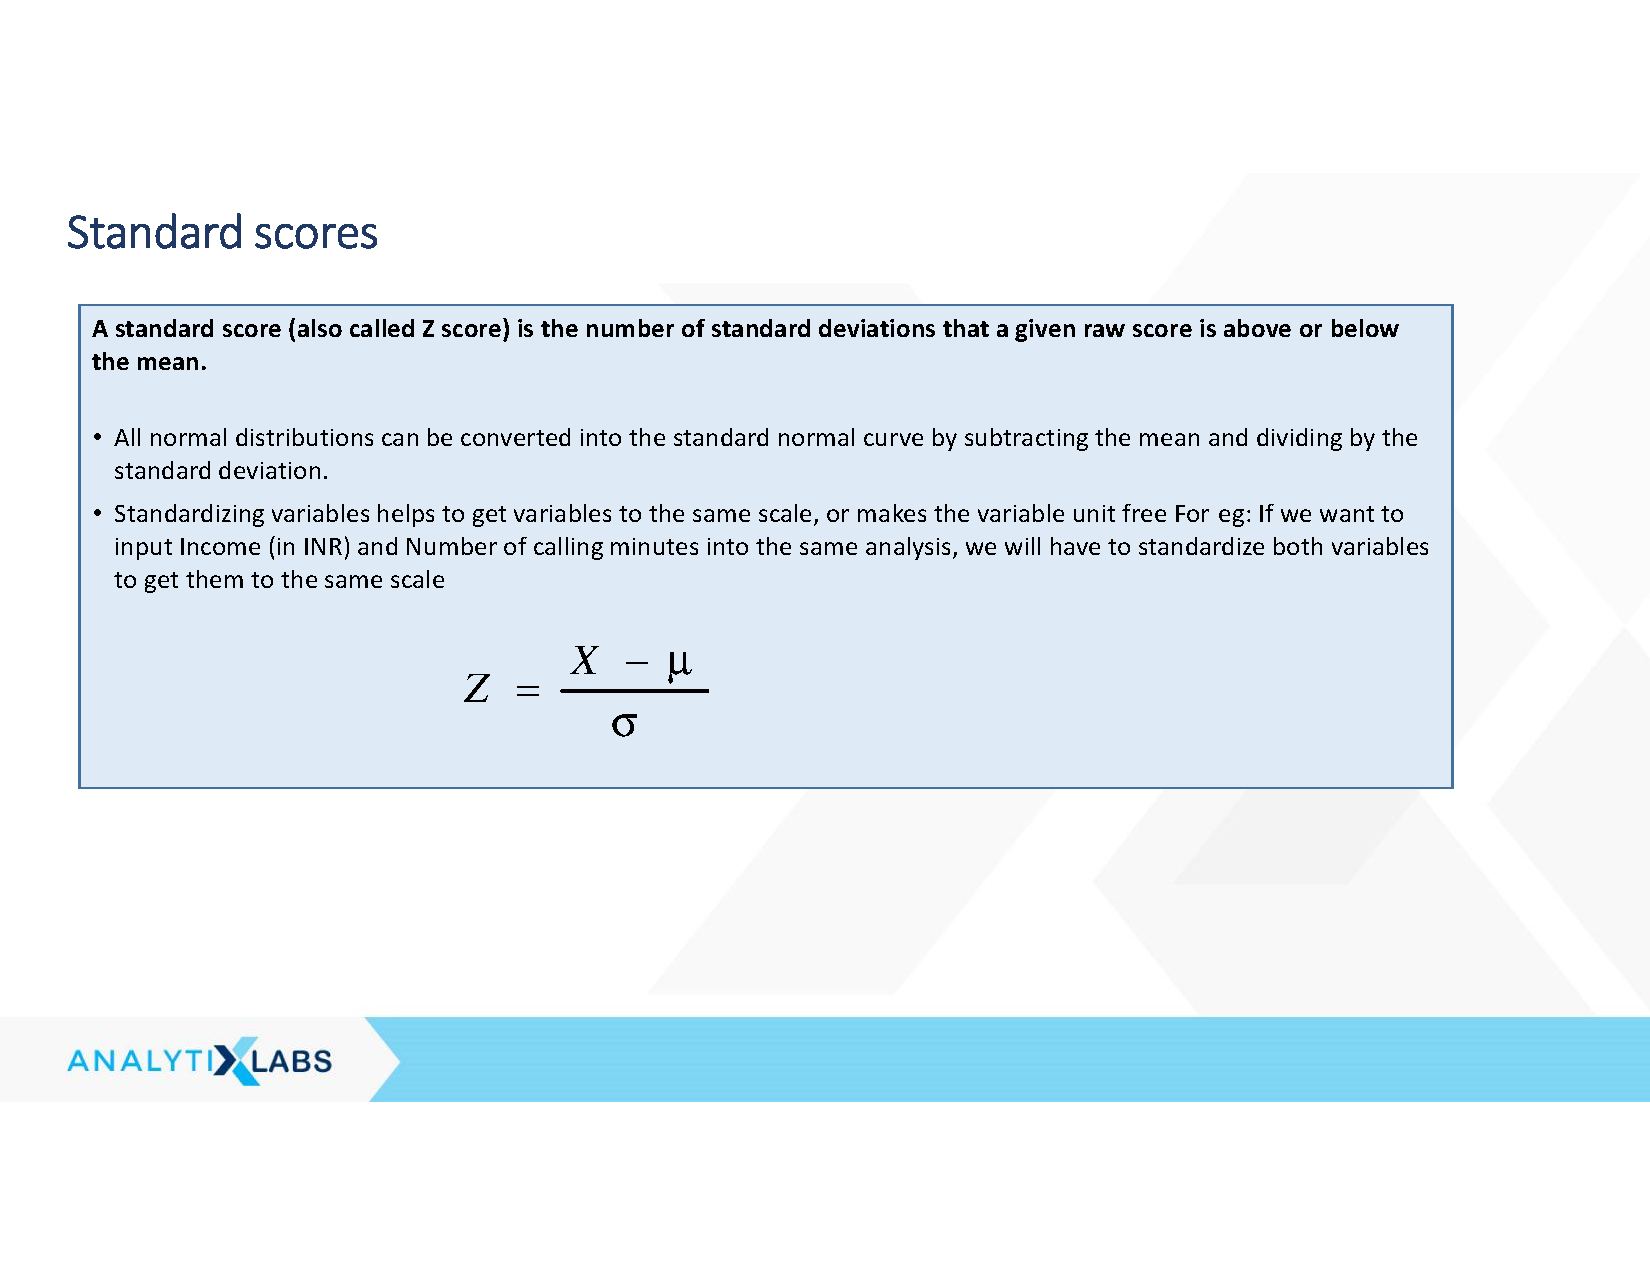 Standard scores
A standard score (also called Z score) is the number of standard deviations that a given raw score is above or below
the mean.
• All normal distributions can be converted into the standard normal curve by subtracting the mean and dividing by the
standard deviation.
• Standardizing variables helps to get variables to the same scale, or makes the variable unit free For eg: If we want to
input Income (in INR) and Number of calling minutes into the same analysis, we will have to standardize both variables
to get them to the same scale
X – μ
Z =
σ
ANALYTIXLABS